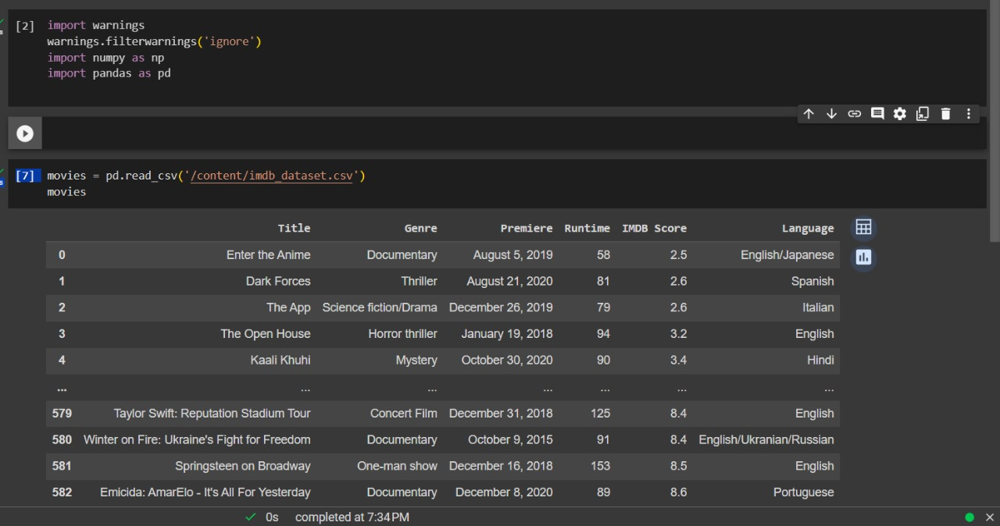 [2] import warnings
warnings.filterwarnings('ignore')
import numpy as np
import pandas as pd
[7] movies = pd.read_csv('/content/imdb_dataset.csv')
movies
Title Genre Premiere Runtime IMDB Score Language
0 Enter the Anime Documentary August 5, 2019 58 2.5 English/Japanese
1 Dark Forces Thriller August 21, 2020 81 2.6 Spanish
2 The App Science fiction/Drama December 26, 2019 79 2.6 Italian
3 The Open House Horror thriller January 19, 2018 94 3.2 English
4 Kaali Khuhi Mystery October 30, 2020 90 3.4 Hindi
... ... ... ... ... ... ...
579 Taylor Swift: Reputation Stadium Tour Concert Film December 31, 2018 125 8.4 English
580 Winter on Fire: Ukraine's Fight for Freedom Documentary October 9, 2015 91 8.4 English/Ukranian/Russian
581 Springsteen on Broadway One-man show December 16, 2018 153 8.5 English
582 Emicida: AmarElo - It's All For Yesterday Documentary December 8, 2020 89 8.6 Portuguese
0s completed at 7:34 PM